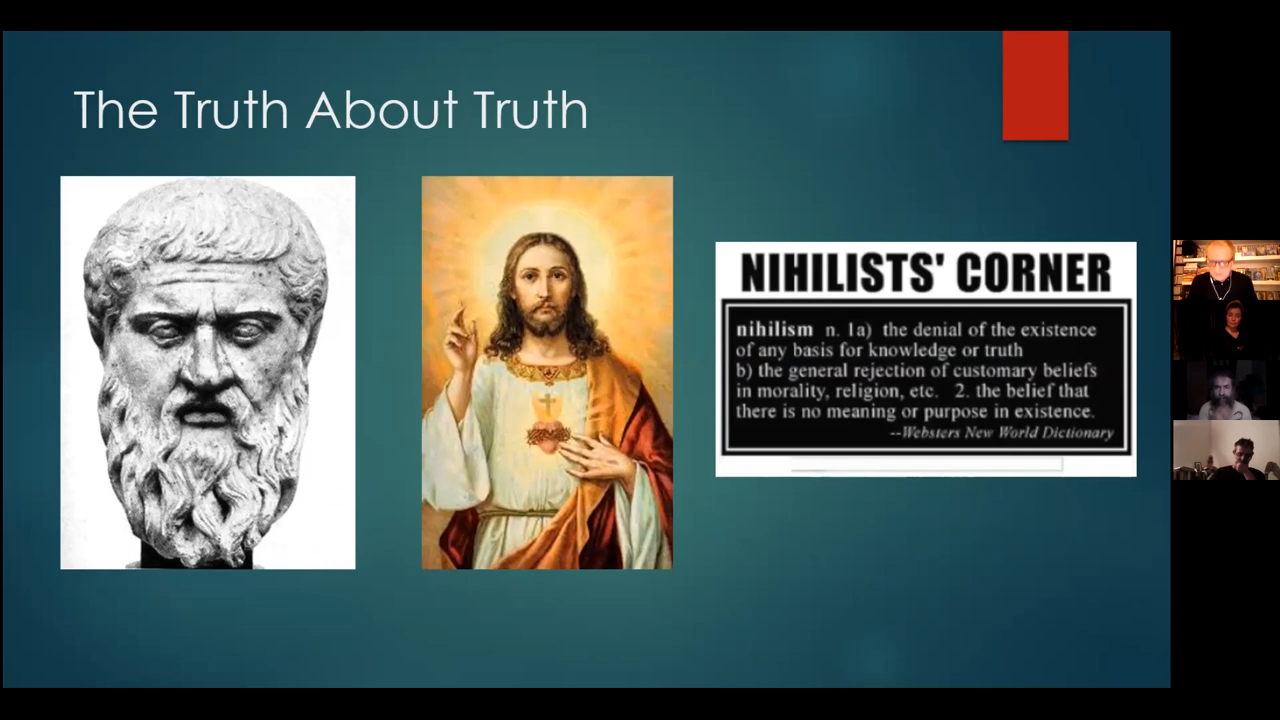 The Truth About Truth
NIHILISTS' CORNER
nihilism n. 1a) the denial of the existence
of any basis for knowledge or truth
b) the general rejection of customary beliefs
in morality, religion, etc. 2. the belief that
there is no meaning or purpose in existence.
--Websters New World Dictionary